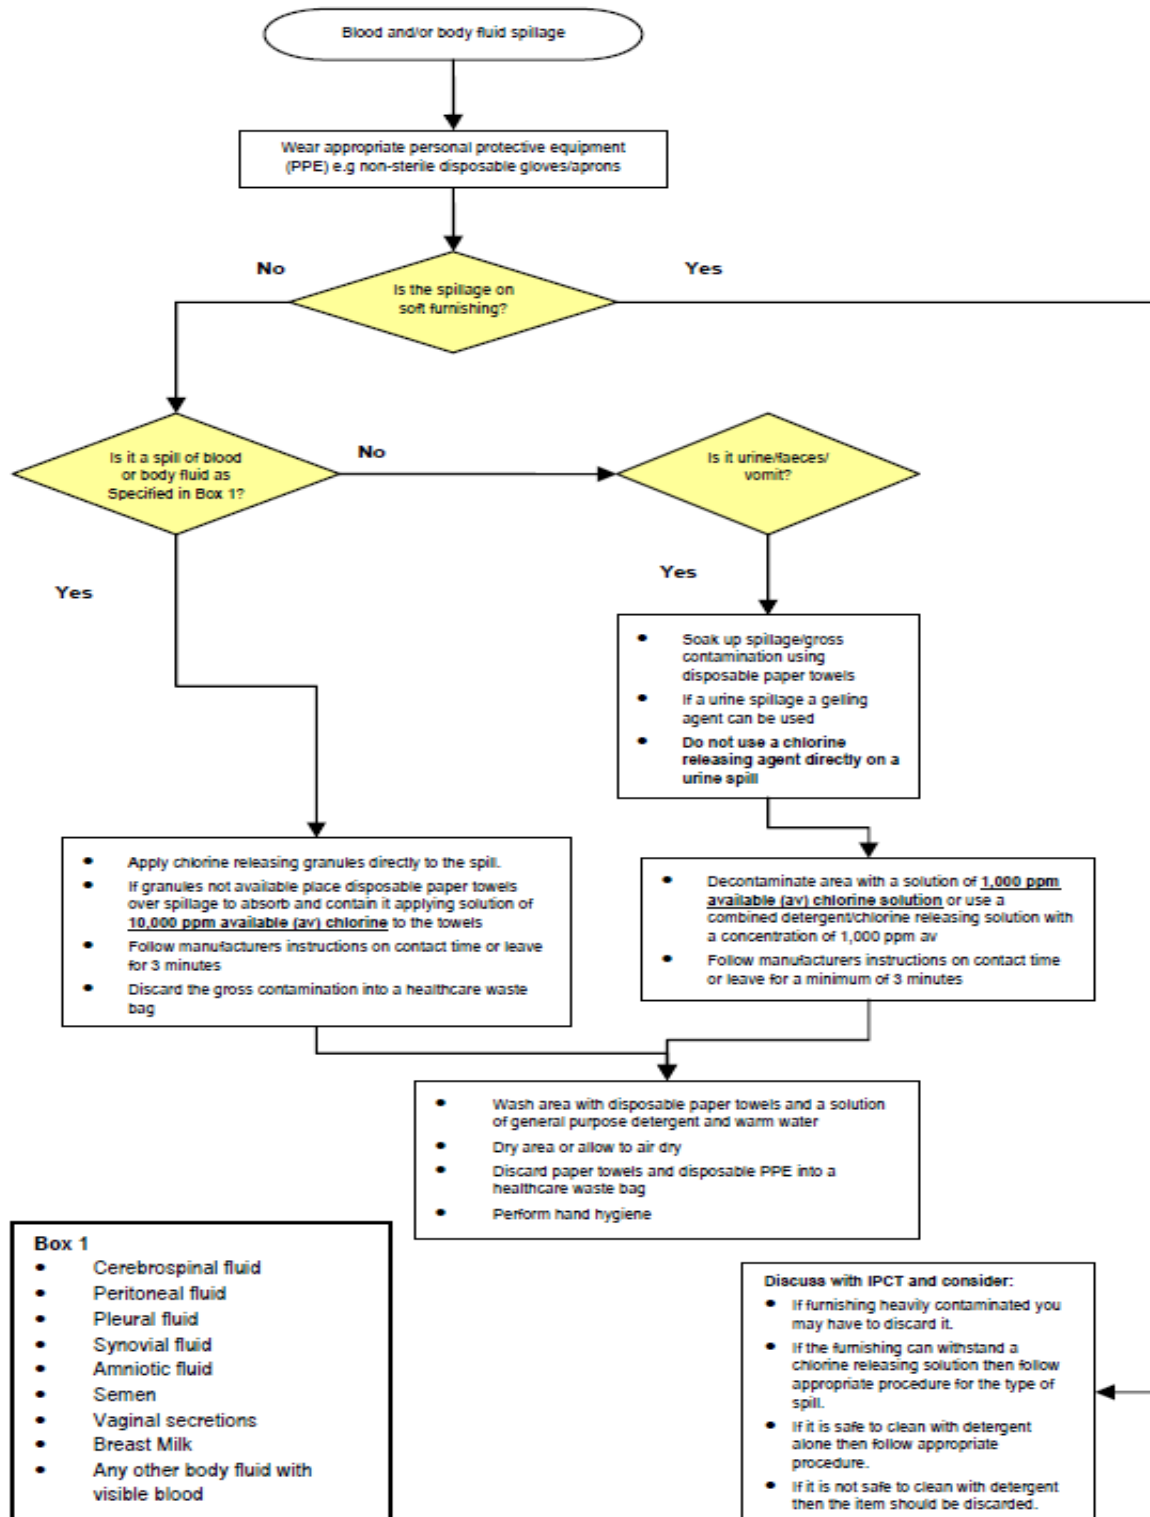 Blood and/or body fluid spillage
Wear appropriate personal protective equipment
(PPE) e.g non-sterile disposable gloves/aprons
No
Yes
Is the spillage on
soft furnishing?
Is it a spill of blood
or body fluid as
Specified in Box 1?
No
Is it urine/faeces/
vomit?
Yes
Yes
• Soak up spillage/gross
contamination using
disposable paper towels
• If a urine spillage a gelling
agent can be used
• Do not use a chlorine
releasing agent directly on a
urine spill
• Apply chlorine releasing granules directly to the spill.
• If granules not available place disposable paper towels
over spillage to absorb and contain it applying solution of
10,000 ppm available (av) chlorine to the towels
• Follow manufacturers instructions on contact time or leave
for 3 minutes
• Discard the gross contamination into a healthcare waste
bag
• Decontaminate area with a solution of 1,000 ppm
available (av) chlorine solution or use a
combined detergent/chlorine releasing solution with
a concentration of 1,000 ppm av
• Follow manufacturers instructions on contact time
or leave for a minimum of 3 minutes
• Wash area with disposable paper towels and a solution
of general purpose detergent and warm water
• Dry area or allow to air dry
• Discard paper towels and disposable PPE into a
healthcare waste bag
• Perform hand hygiene
Box 1
• Cerebrospinal fluid
• Peritoneal fluid
• Pleural fluid
• Synovial fluid
• Amniotic fluid
• Semen
• Vaginal secretions
• Breast Milk
• Any other body fluid with
visible blood
Discuss with IPCT and consider:
• If furnishing heavily contaminated you
may have to discard it.
• If the furnishing can withstand a
chlorine releasing solution then follow
appropriate procedure for the type of
spill.
• If it is safe to clean with detergent
alone then follow appropriate
procedure.
• If it is not safe to clean with detergent
then the item should be discarded.